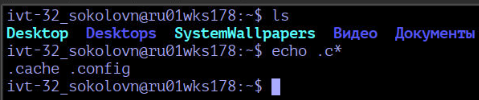 ivt-32_sokolovn@ru01wks178:~$ ls
Desktop Desktops SystemWallpapers Видео Документы
ivt-32_sokolovn@ru01wks178:~$ echo .c*
.cache .config
ivt-32_sokolovn@ru01wks178:~$